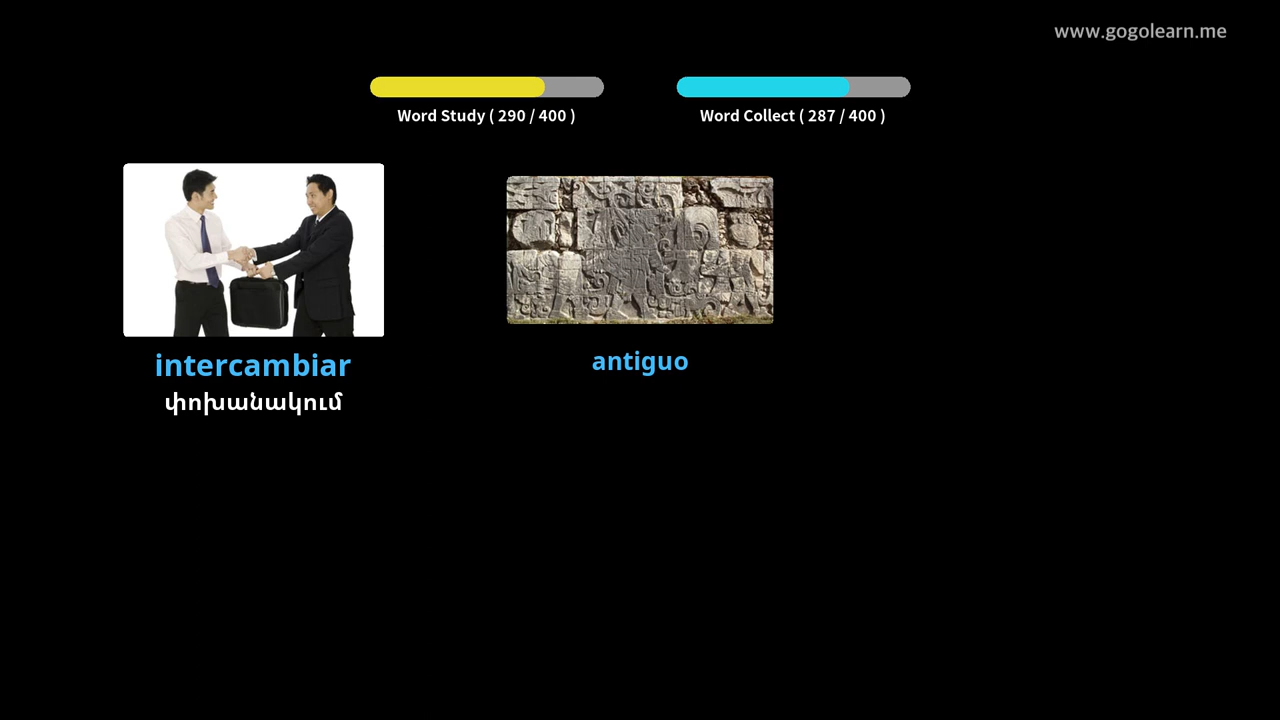 www.gogolearn.me
Word Study ( 290 / 400 )
Word Collect ( 287 / 400 )
intercambiar
փոխանակում
antiguo